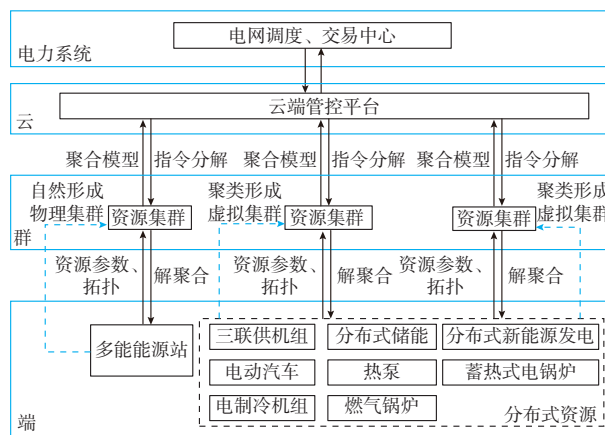 电网调度、交易中心
电力系统
云端管控平台
云
聚合模型 指令分解 聚合模型 指令分解 聚合模型 指令分解
自然形成 聚类形成 聚类形成
物理集群 资源集群 虚拟集群 资源集群 资源集群 虚拟集群
群
资源参数、 解聚合 资源参数、 解聚合 资源参数、 解聚合
拓扑 拓扑 拓扑
多能能源站
三联供机组 分布式储能 分布式新能源发电
电动汽车 热泵 蓄热式电锅炉
电制冷机组 燃气锅炉
分布式资源
端